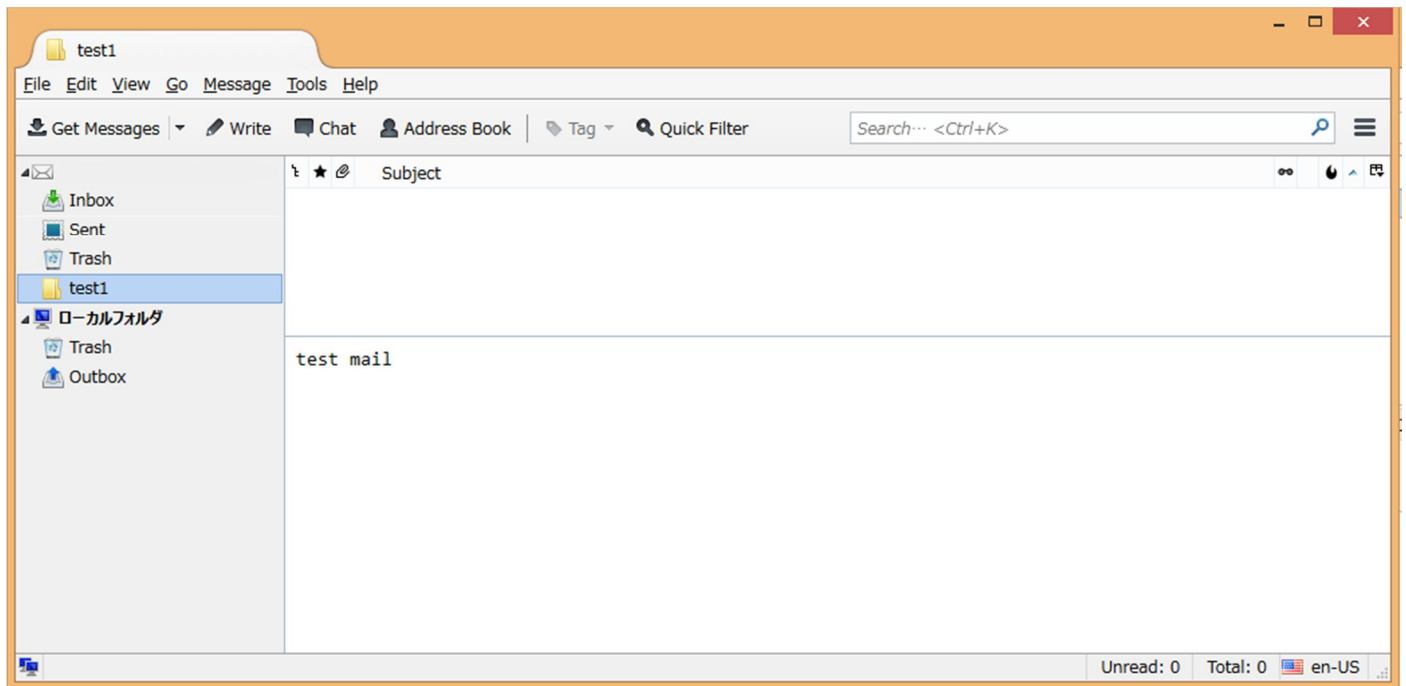 test1
File Edit View Go Message Tools Help
Get Messages Write Chat Address Book Tag Quick Filter Search… <Ctrl+K>
Subject
Inbox
Sent
Trash
test1
ローカルフォルダ
Trash
Outbox
test mail
Unread: 0 Total: 0 en-US